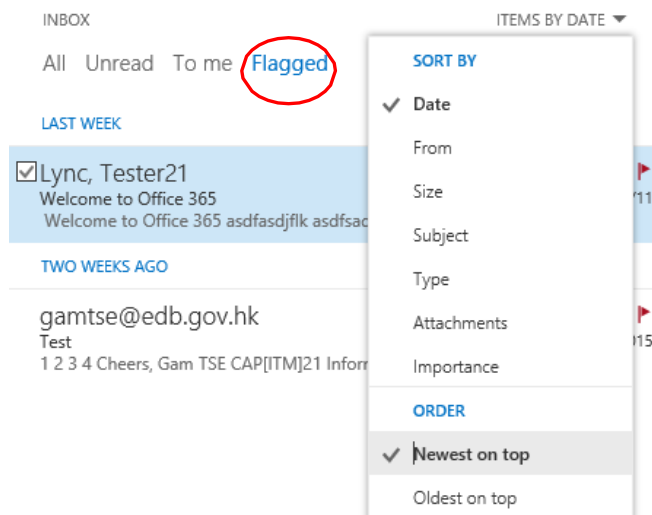 INBOX ITEMS BY DATE
All Unread To me Flagged
LAST WEEK
Lync, Tester21
Welcome to Office 365
Welcome to Office 365 asdfasdjflk asdfsad
TWO WEEKS AGO
gamtse@edb.gov.hk
Test
1 2 3 4 Cheers, Gam TSE CAP[ITM]21
SORT BY
Date
From
Size
Subject
Type
Attachments
Importance
ORDER
Newest on top
Oldest on top